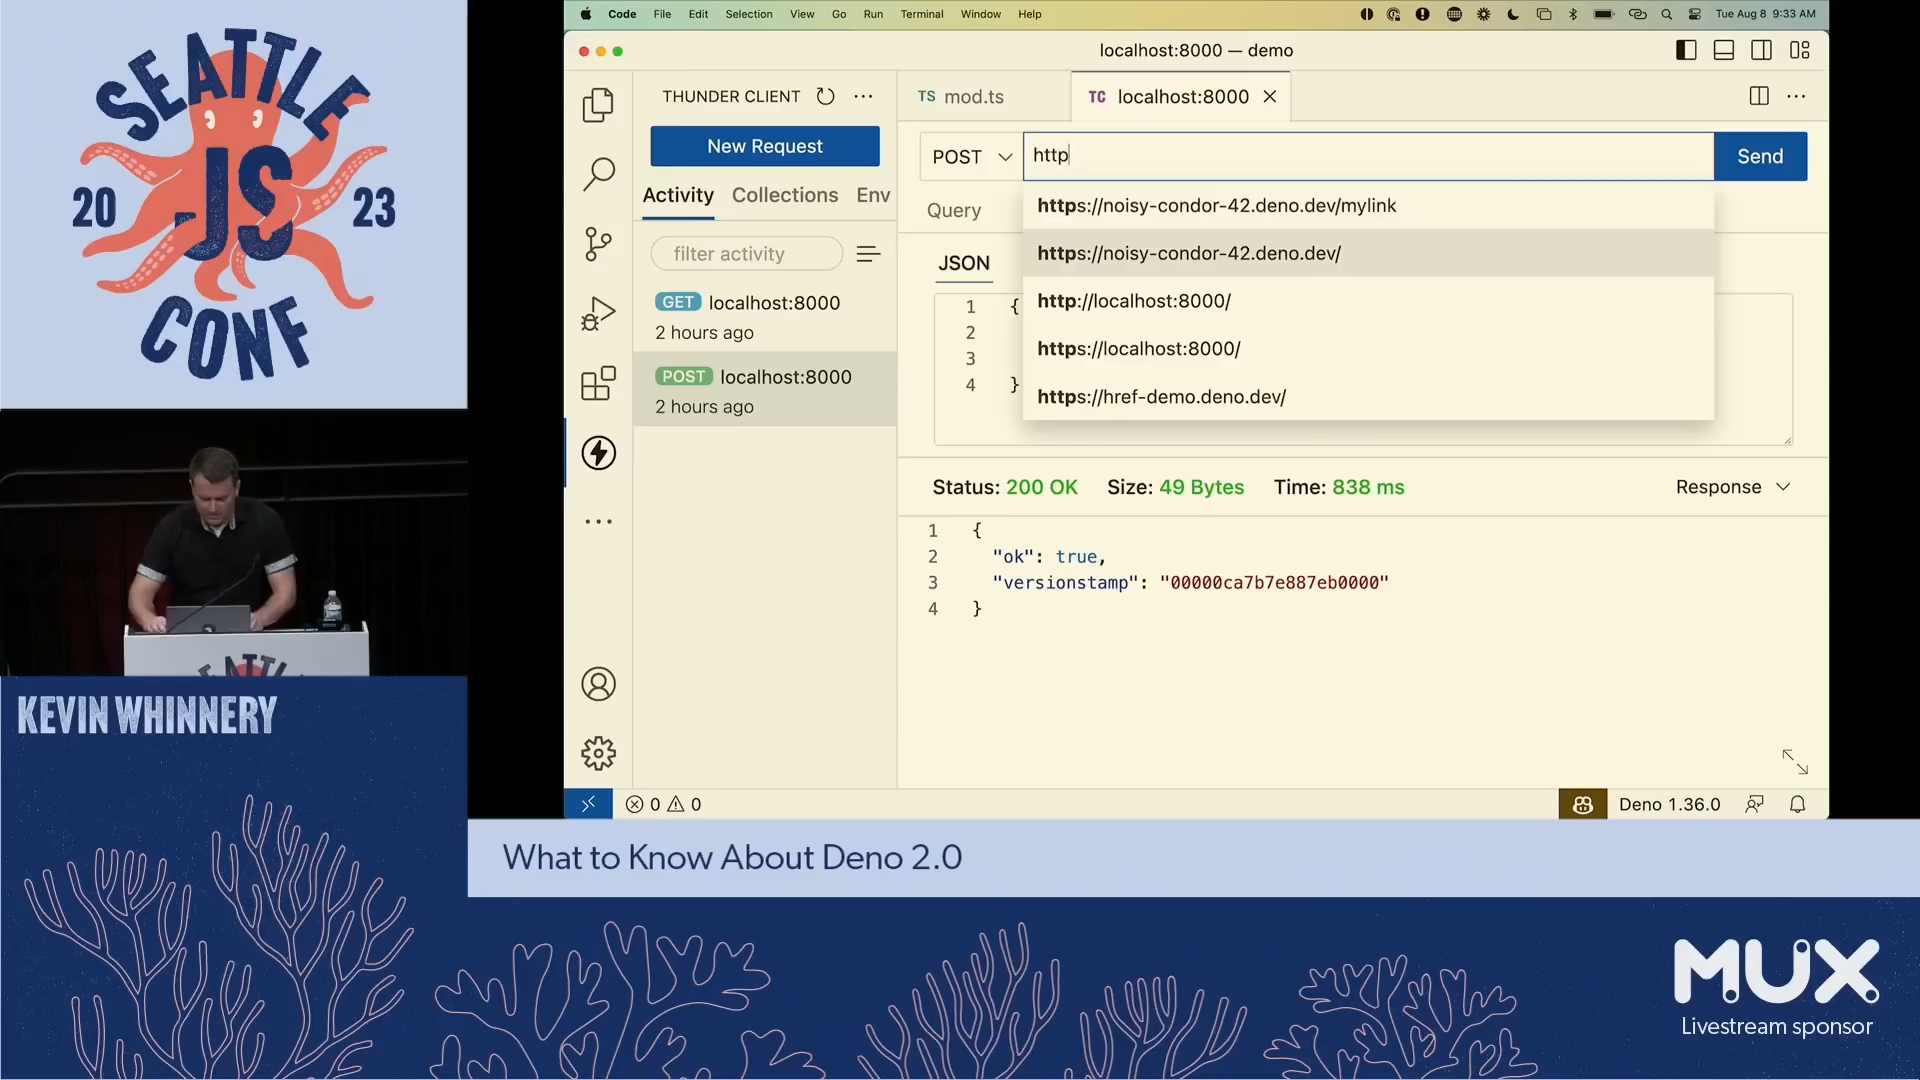 SEATTLE
JS
20 23
CONF
KEVIN WHINNERY
Code File Edit Selection View Go Run Terminal Window Help
Tue Aug 8 9:33 AM
localhost:8000 — demo
THUNDER CLIENT
New Request
Activity Collections Env
filter activity
GET localhost:8000
2 hours ago
POST localhost:8000
2 hours ago
TS mod.ts
TC localhost:8000
POST http Send
Query
https://noisy-condor-42.deno.dev/mylink
https://noisy-condor-42.deno.dev/
http://localhost:8000/
https://localhost:8000/
https://href-demo.deno.dev/
JSON
1 {
2
3
4 }
Status: 200 OK Size: 49 Bytes Time: 838 ms Response
1 {
2 "ok": true,
3 "versionstamp": "00000ca7b7e887eb0000"
4 }
0 0
Deno 1.36.0
What to Know About Deno 2.0
MUX
Livestream sponsor